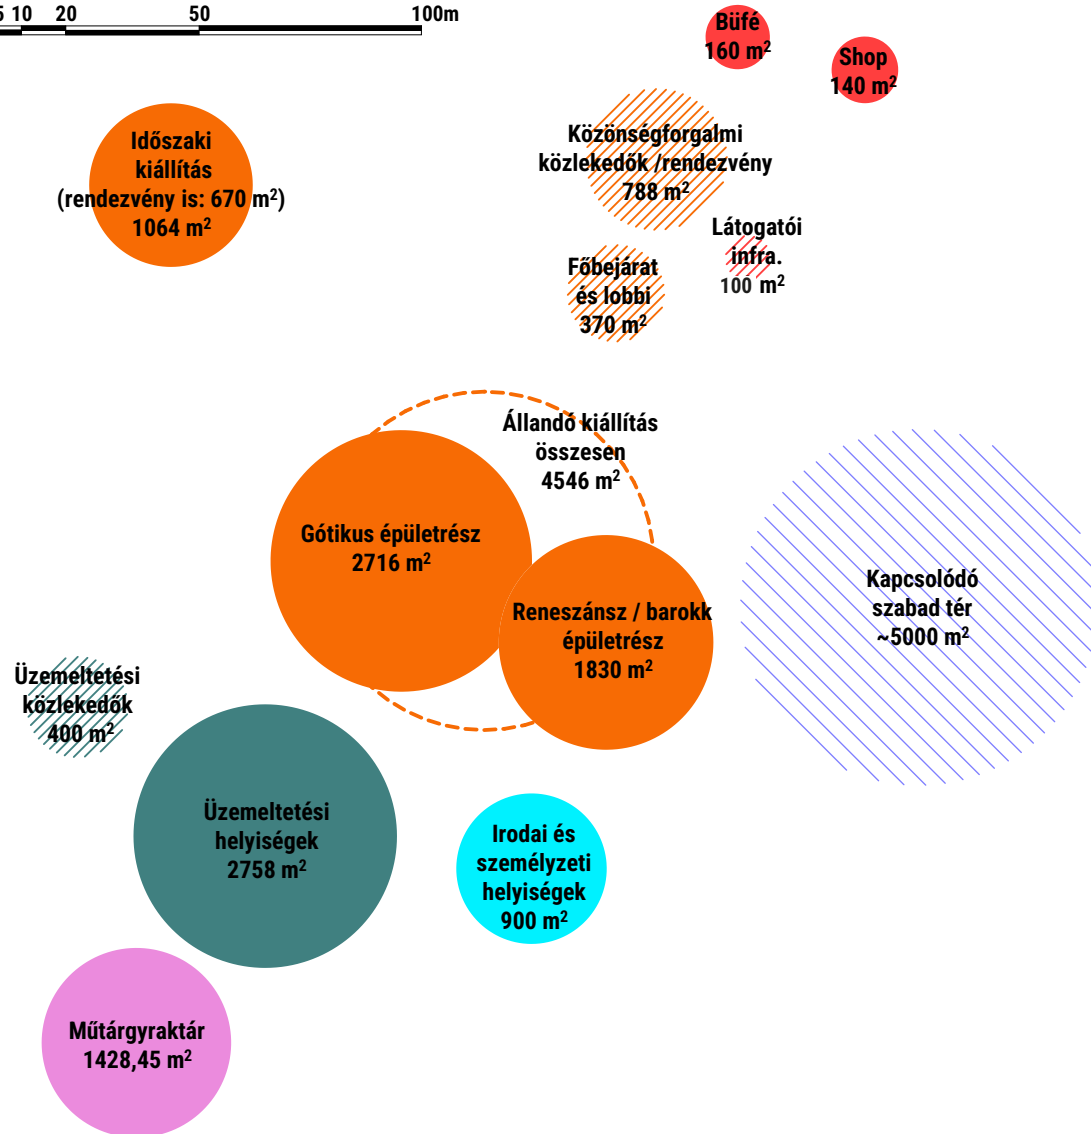 5 10 20 50 100m
Büfé
160 m²
Shop
140 m²
Időszaki
kiállítás
(rendezvény is: 670 m²)
1064 m²
Közönségforgalmi
közlekedők /rendezvény
788 m²
Látogatói
infra.
100 m²
Főbejárat
és lobbi
370 m²
Állandó kiállítás
összesen
4546 m²
Gótikus épületrész
2716 m²
Reneszánsz / barokk
épületrész
1830 m²
Kapcsolódó
szabad tér
~5000 m²
Üzemeltetési
közlekedők
400 m²
Üzemeltetési
helyiségek
2758 m²
Irodai és
személyzeti
helyiségek
900 m²
Műtárgyraktár
1428,45 m²